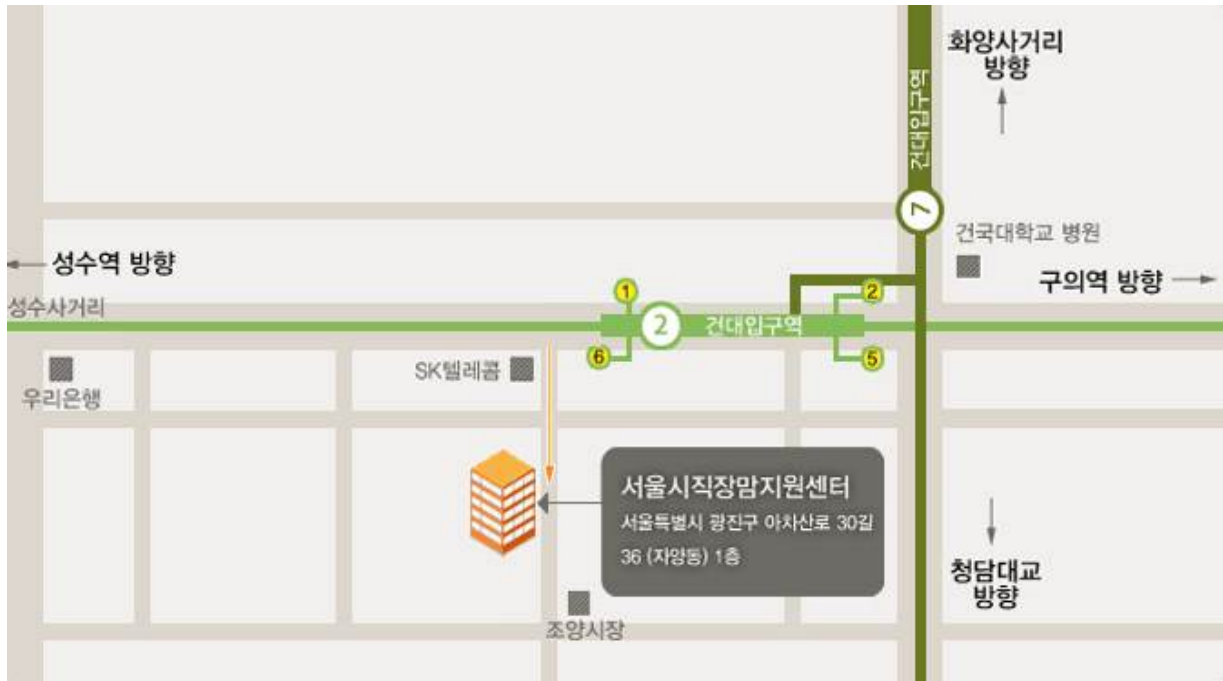 화양사거리
방향
건대입구역
7
건국대학교 병원
성수역 방향
구의역 방향
성수사거리
1
2
2
건대입구역
6
5
SK텔레콤
우리은행
서울시직장맘지원센터
서울특별시 광진구 아차산로 30길
36 (자양동) 1층
청담대교
방향
조양시장